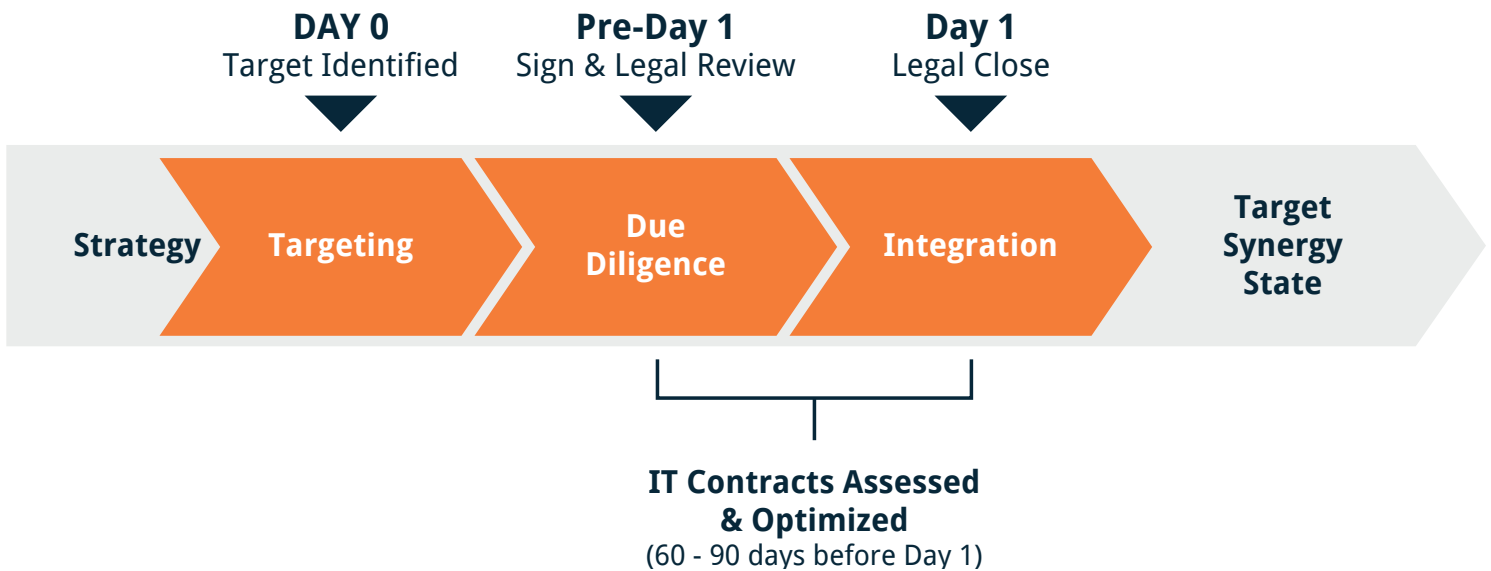 DAY 0
Target Identified
Pre-Day 1
Sign & Legal Review
Day 1
Legal Close
Strategy
Targeting
Due
Diligence
Integration
Target
Synergy
State
IT Contracts Assessed
& Optimized
(60 - 90 days before Day 1)